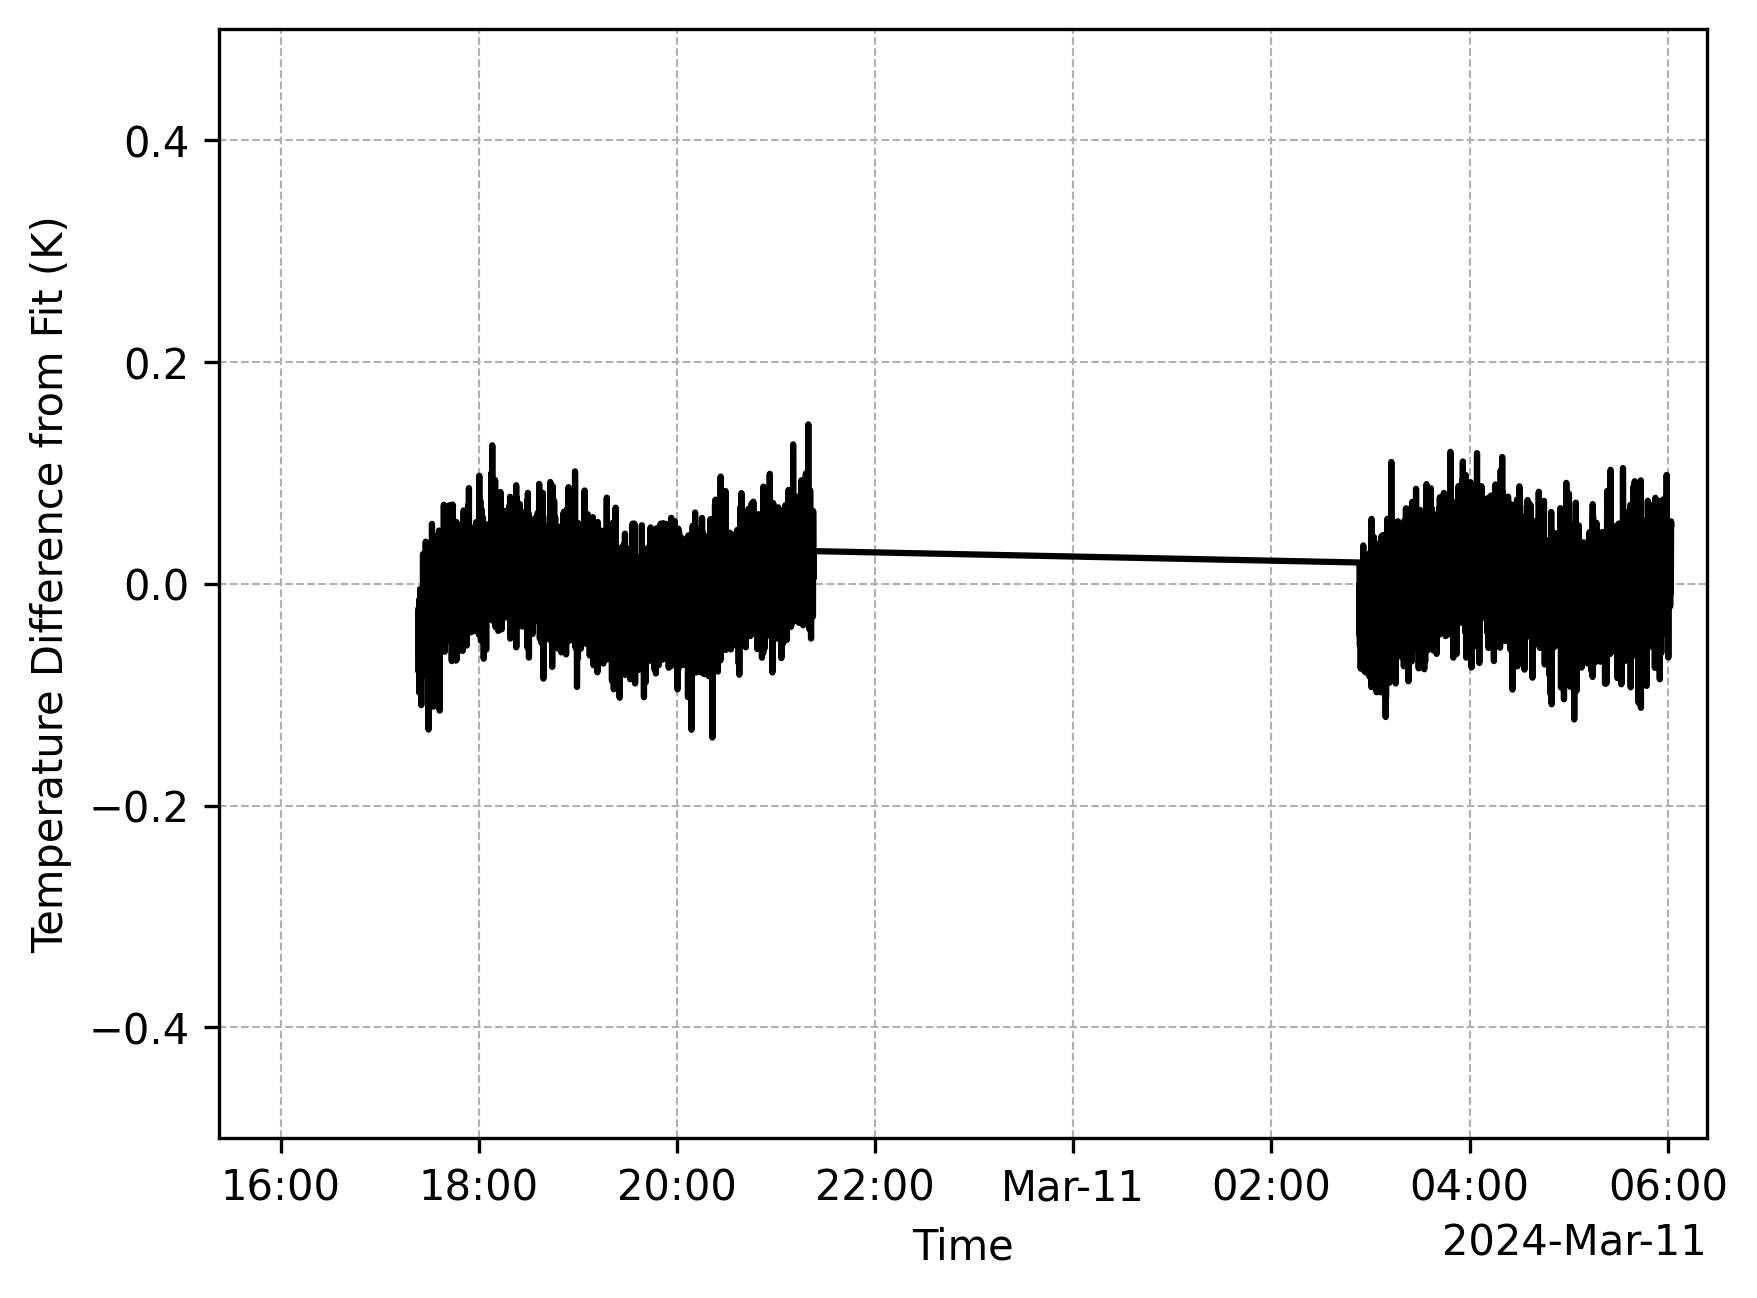 Temperature Difference from Fit (K)
0.4
0.2
0.0
−0.2
−0.4
16:00 18:00 20:00 22:00 Mar-11 02:00 04:00 06:00
Time
2024-Mar-11